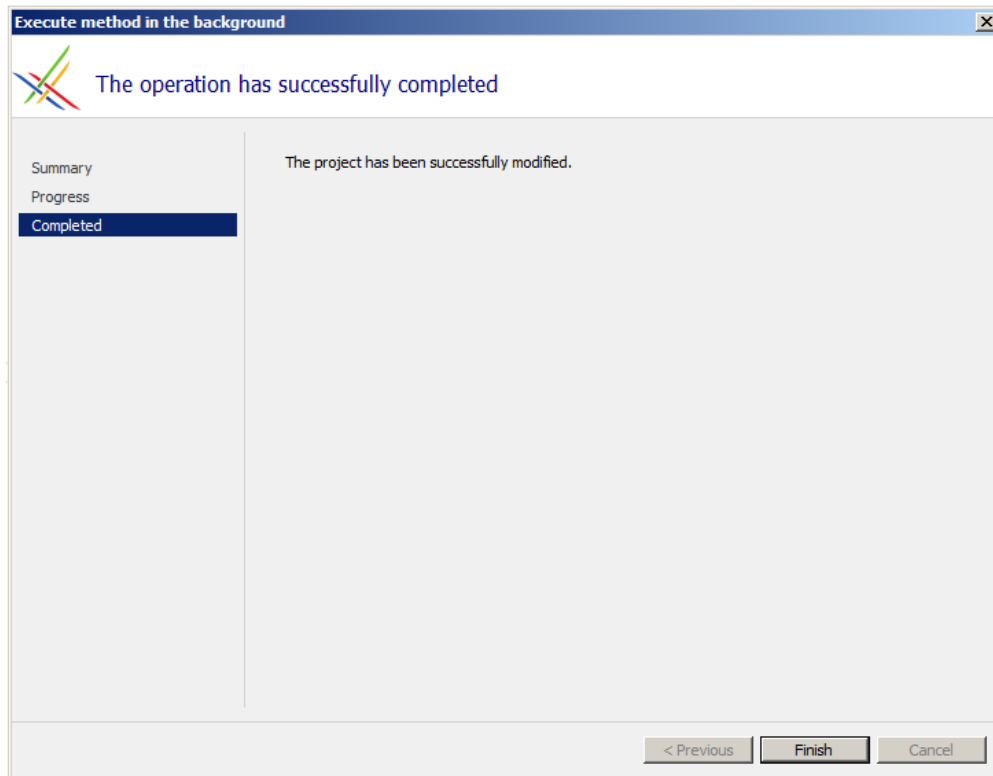 Execute method in the background
The operation has successfully completed
Summary
Progress
Completed
The project has been successfully modified.
< Previous
Finish
Cancel